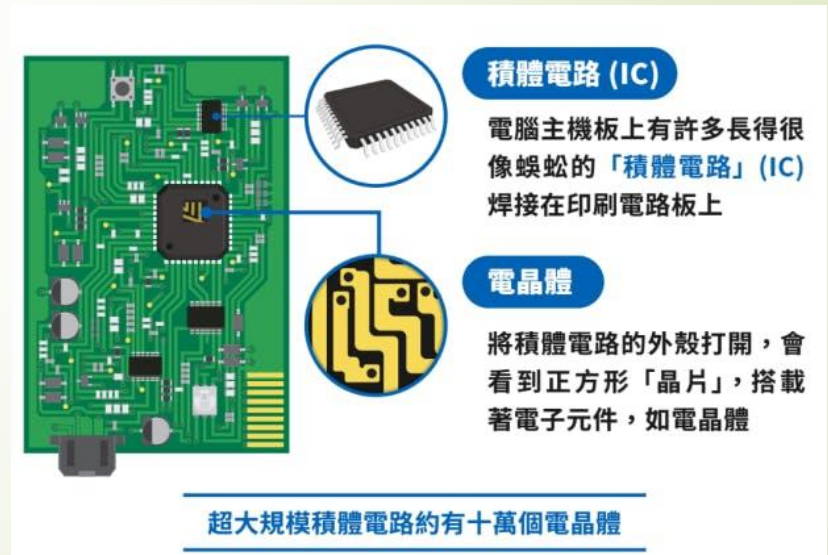 積體電路 (IC)
電腦主機板上有許多長得很
像蜈蚣的「積體電路」(IC)
焊接在印刷電路板上
電晶體
將積體電路的外殼打開，會
看到正方形「晶片」，搭載
著電子元件，如電晶體
超大規模積體電路約有十萬個電晶體